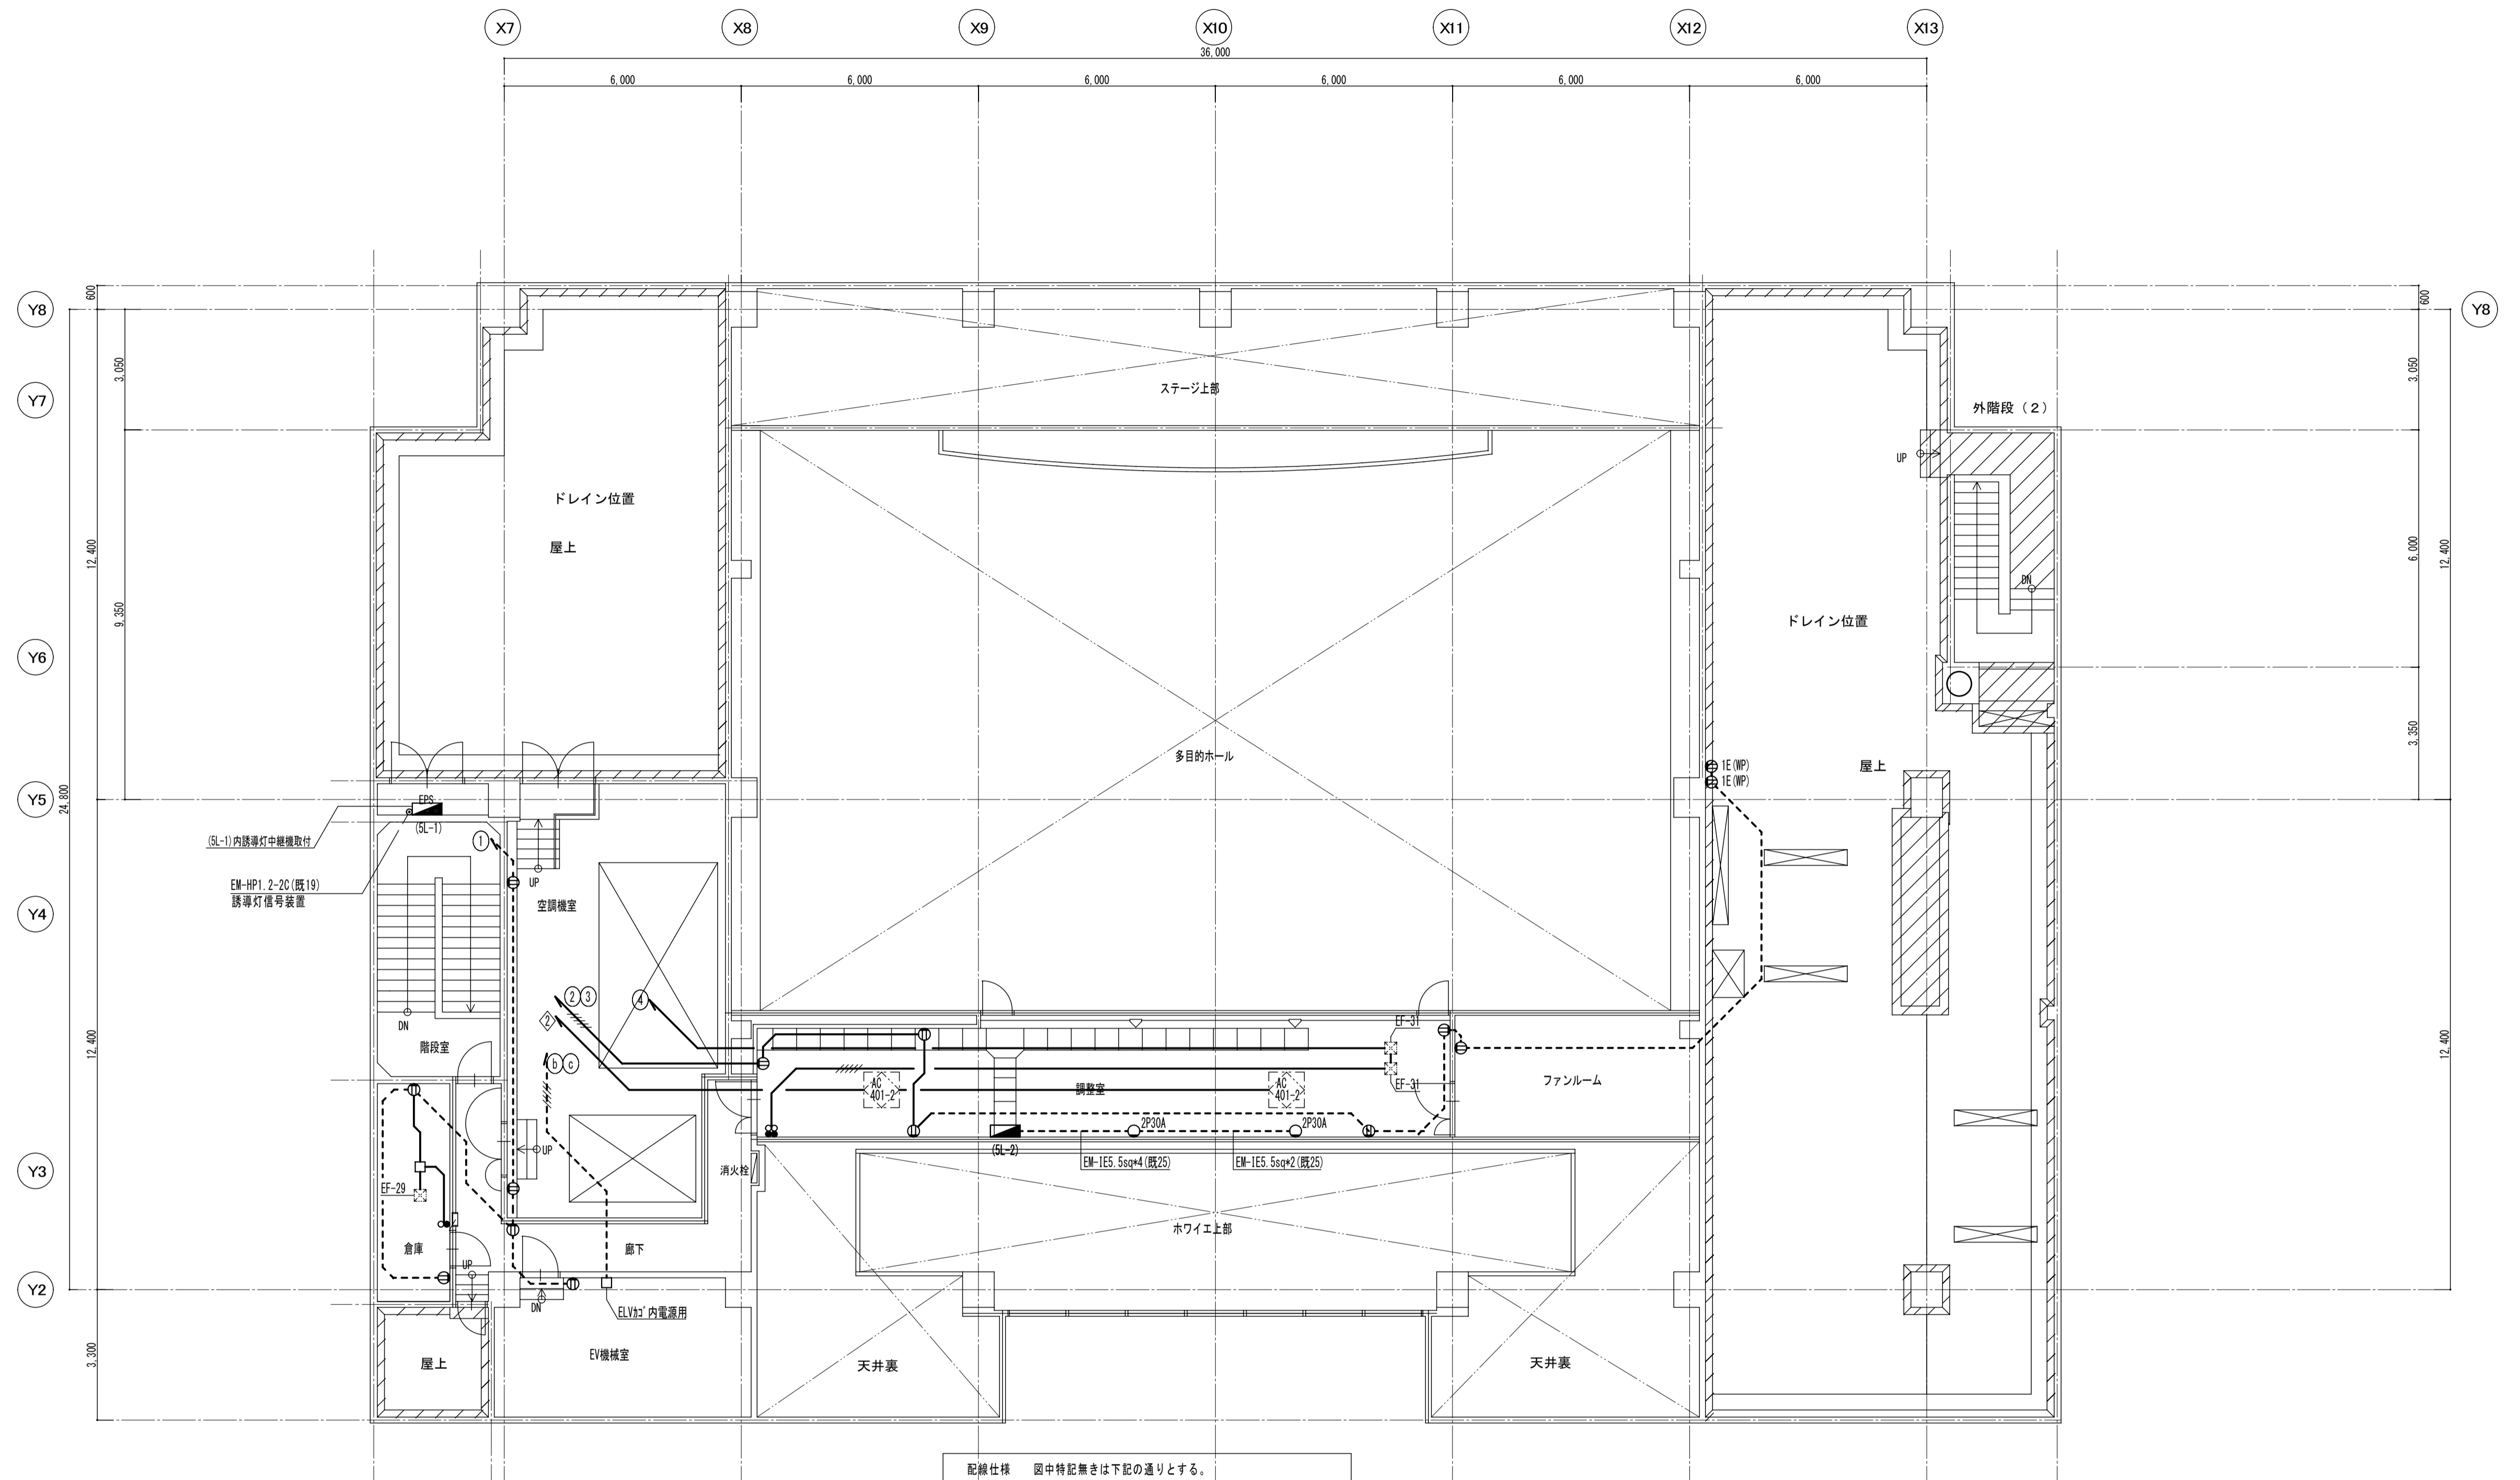 X7 X8 X9 X10 X11 X12 X13
36,000
6,000 6,000 6,000 6,000 6,000 6,000
600
600
Y8
Y8
3,050
3,050
ステージ上部
Y7
外階段（2）
UP
ドレイン位置
屋上
12,400
6,000
12,400
DN
9,350
ドレイン位置
Y6
3,350
多目的ホール
1E(WP)
屋上
1E(WP)
24,800
Y5
EPS
(5L-1)
(5L-1)内誘導灯中継機取付
1
EM-HP1.2-2C(既19)
誘導灯信号装置
UP
空調機室
Y4
2 3
4
2
DN
EF-31
階段室
12,400
12,400
b c
AC
401-2
調整室
AC
401-2
EF-31
ファンルーム
2P30A
2P30A
UP
(5L-2)
EM-IE5.5sq*4(既25)
EM-IE5.5sq*2(既25)
消火栓
Y3
EF-29
ホワイエ上部
倉庫
廊下
UP
Y2
DN
ELVｶｺﾞ内電源用
3,300
屋上
EV機械室
天井裏
天井裏
配線仕様　図中特記無きは下記の通りとする。